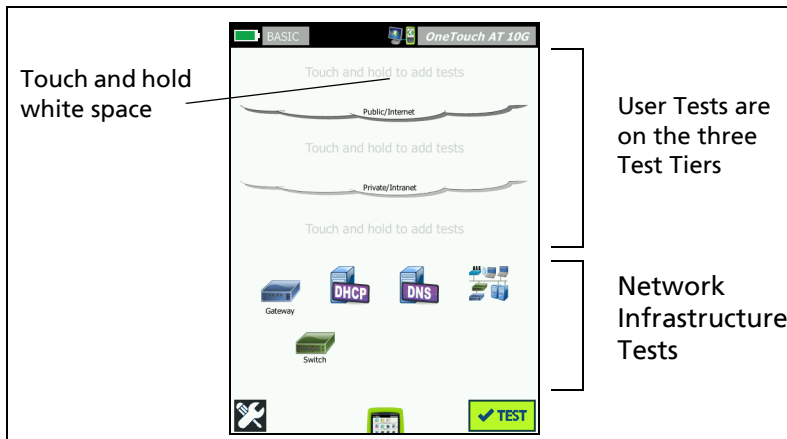 BASIC
OneTouch AT 10G
Touch and hold
white space
Touch and hold to add tests
Public/Internet
Touch and hold to add tests
Private/Intranet
Touch and hold to add tests
User Tests are
on the three
Test Tiers
DHCP
DNS
Gateway
Switch
Network
Infrastructure
Tests
TEST